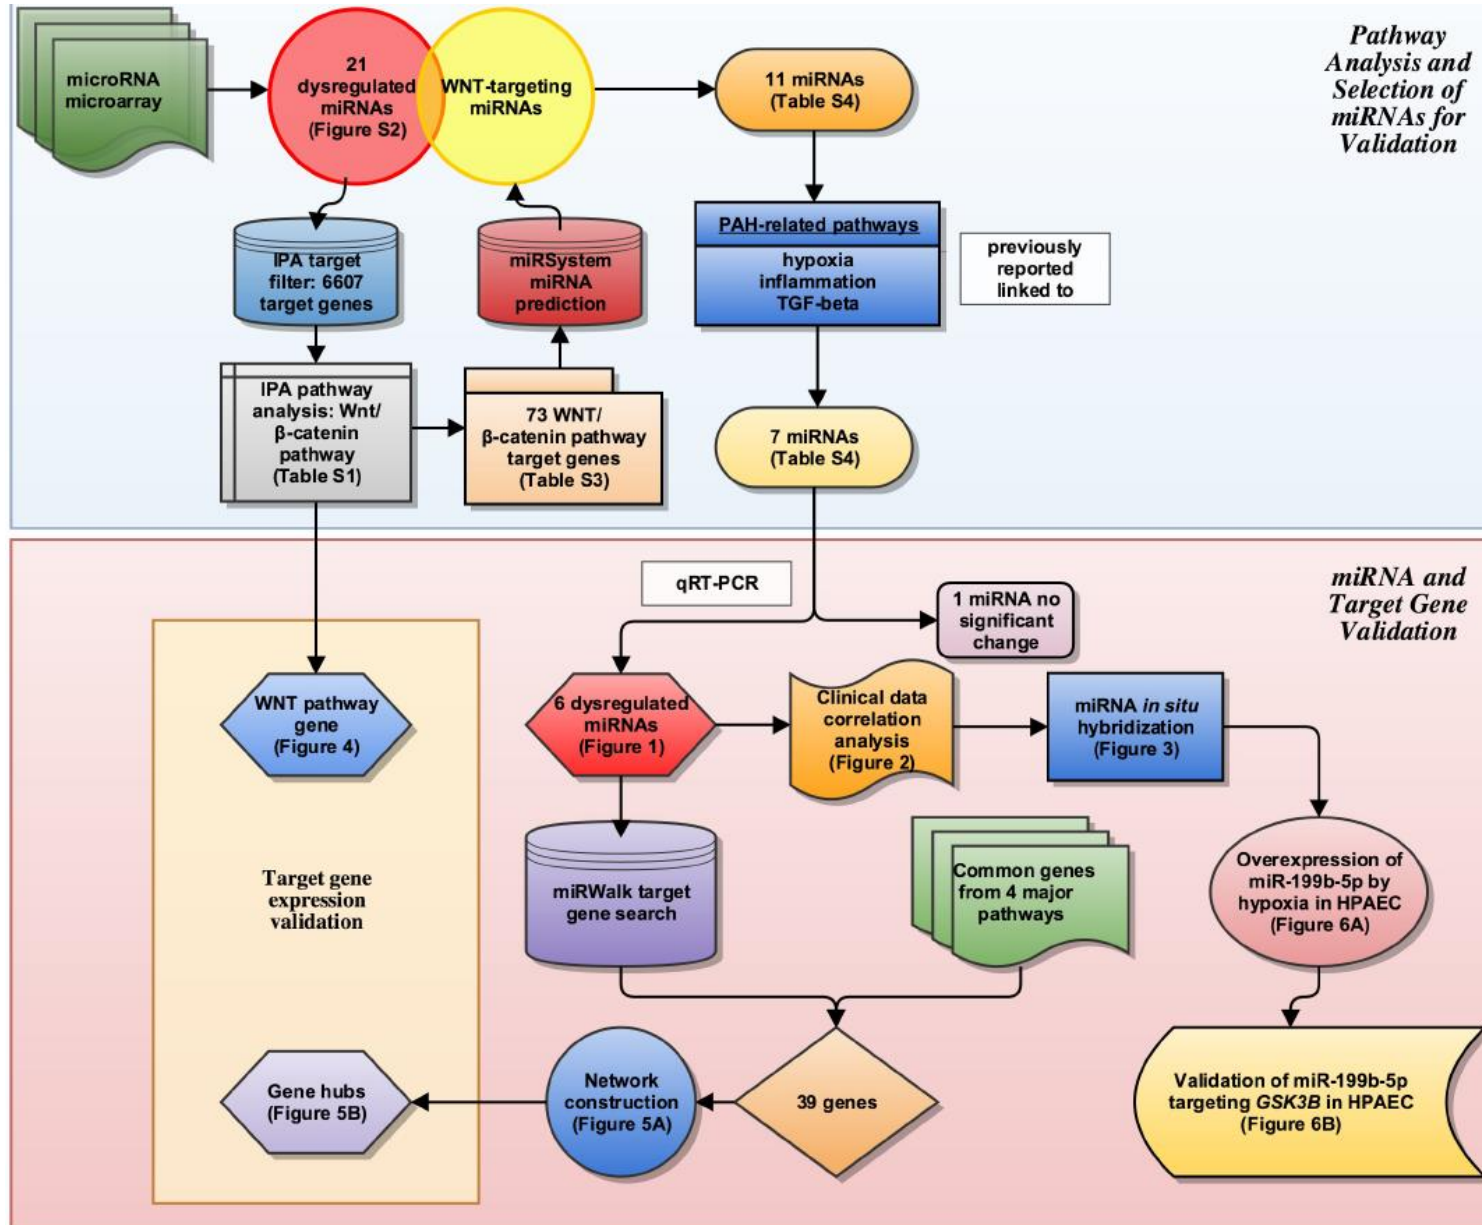 microRNA
microarray
21
dysregulated
miRNAs
(Figure S2)
WNT-targeting
miRNAs
11 miRNAs
(Table S4)
Pathway
Analysis and
Selection of
miRNAs for
Validation
IPA target
filter: 6607
target genes
miRSystem
miRNA
prediction
PAH-related pathways
hypoxia
inflammation
TGF-beta
previously
reported
linked to
IPA pathway
analysis: Wnt/
β-catenin
pathway
(Table S1)
73 WNT/
β-catenin pathway
target genes
(Table S3)
7 miRNAs
(Table S4)
qRT-PCR
1 miRNA no
significant
change
miRNA and
Target Gene
Validation
WNT pathway
gene
(Figure 4)
6 dysregulated
miRNAs
(Figure 1)
Clinical data
correlation
analysis
(Figure 2)
miRNA in situ
hybridization
(Figure 3)
Target gene
expression
validation
miRWalk target
gene search
Common genes
from 4 major
pathways
Overexpression of
miR-199b-5p by
hypoxia in HPAEC
(Figure 6A)
Gene hubs
(Figure 5B)
Network
construction
(Figure 5A)
39 genes
Validation of miR-199b-5p
targeting GSK3B in HPAEC
(Figure 6B)